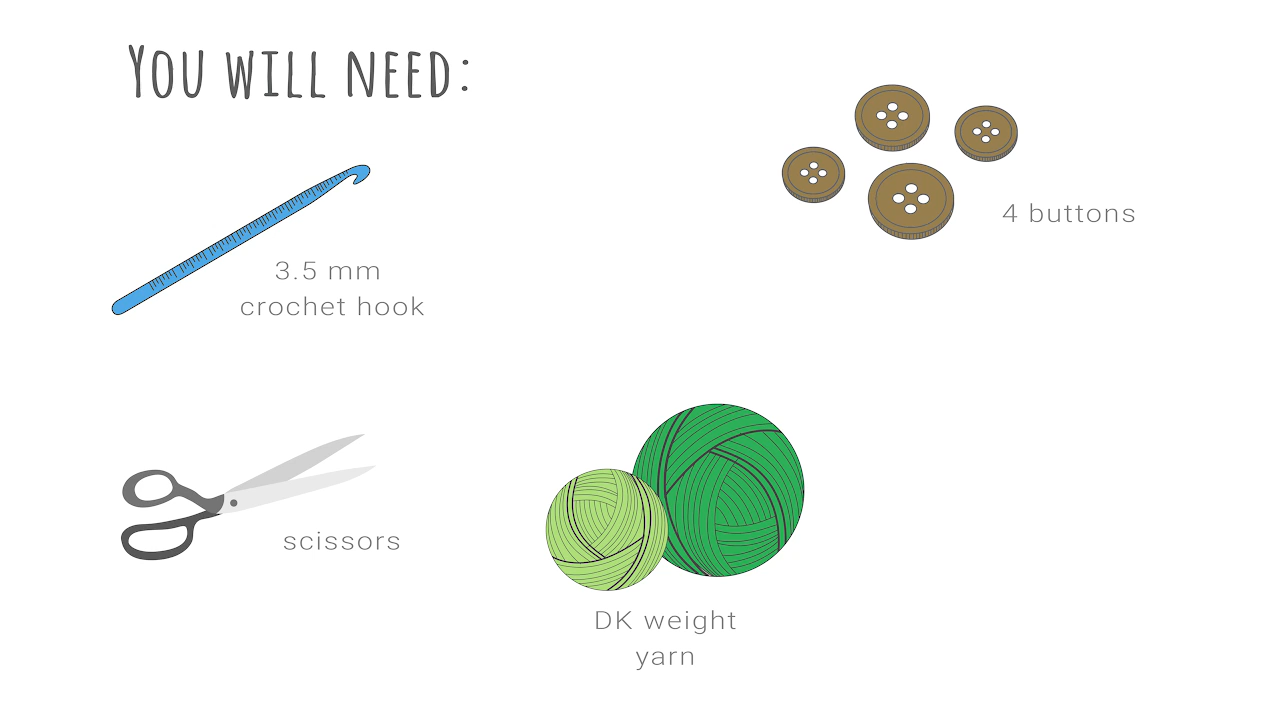 You will need:
3.5 mm
crochet hook
4 buttons
scissors
DK weight
yarn